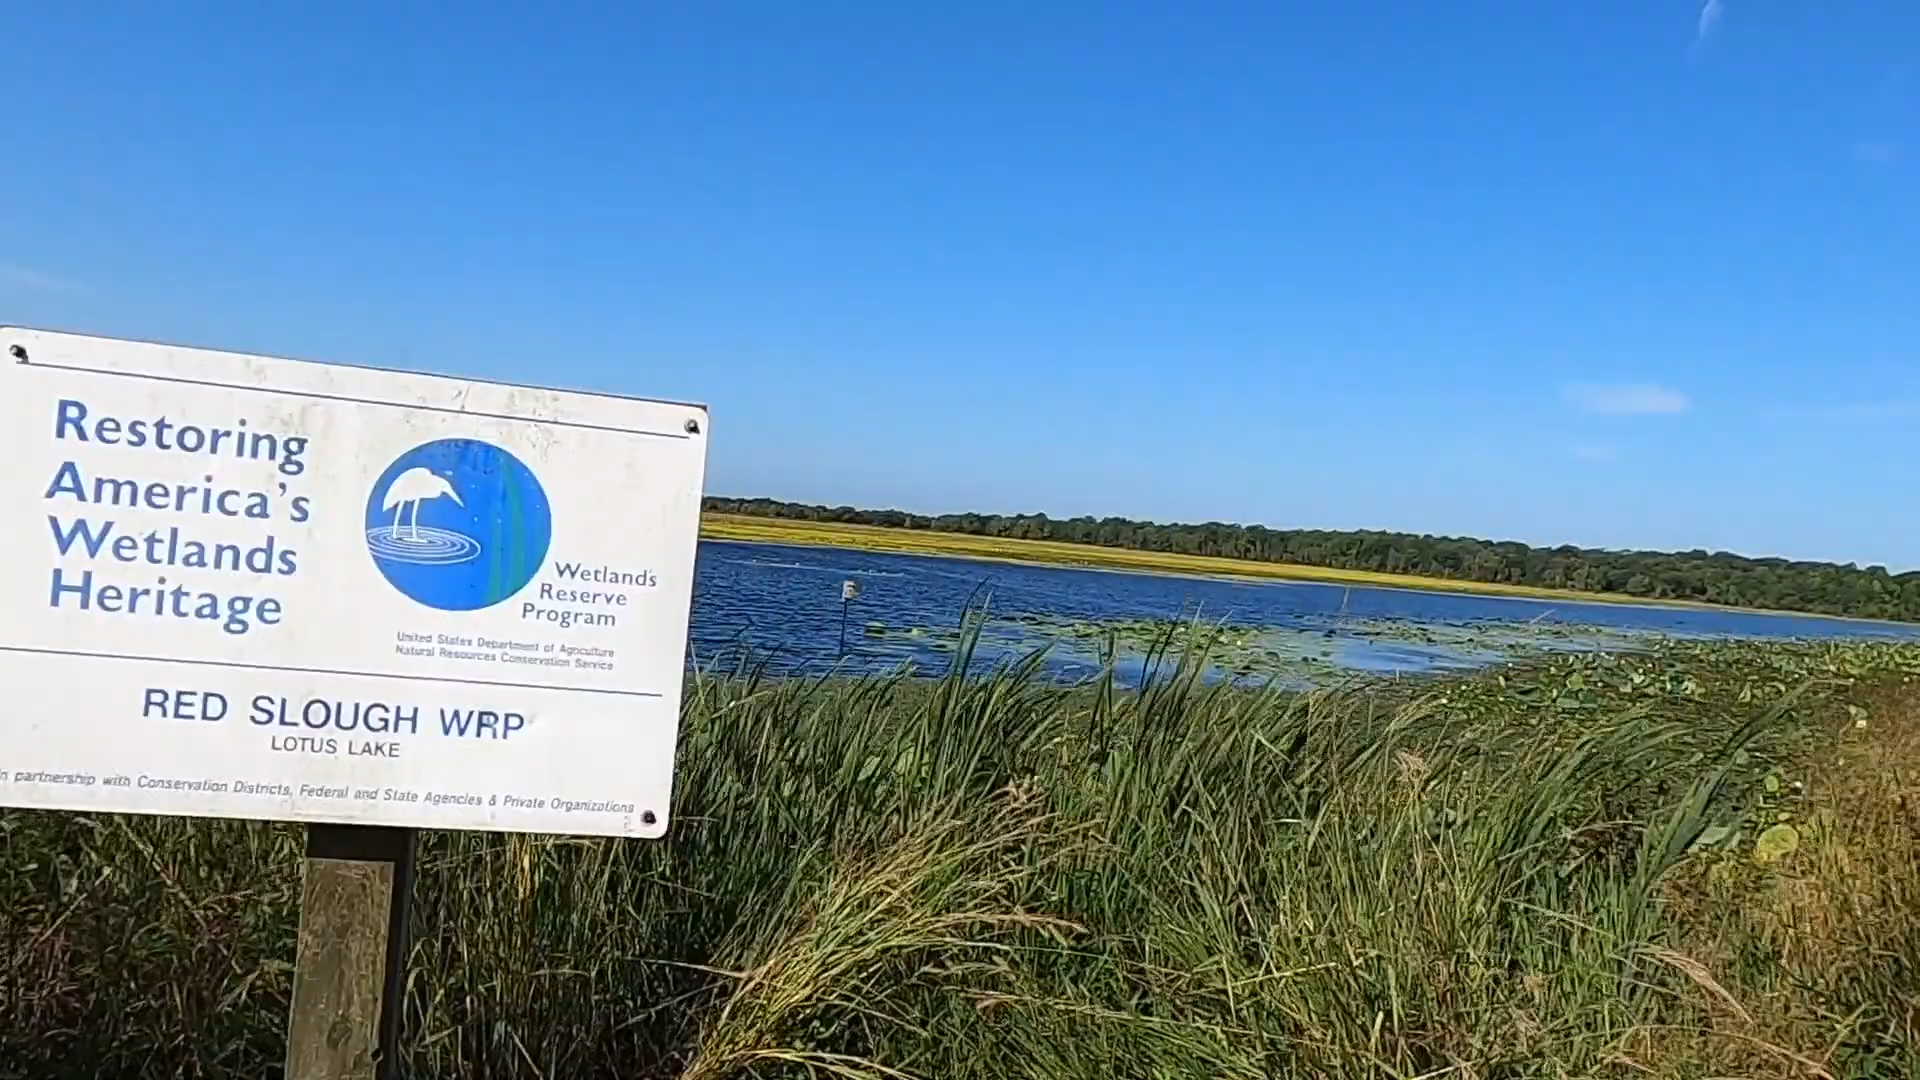 Restoring
America's
Wetlands
Heritage
Wetlands
Reserve
Program
United States Department of Agriculture
Natural Resources Conservation Service
RED SLOUGH WRP
LOTUS LAKE
in partnership with Conservation Districts, Federal and State Agencies & Private Organizations